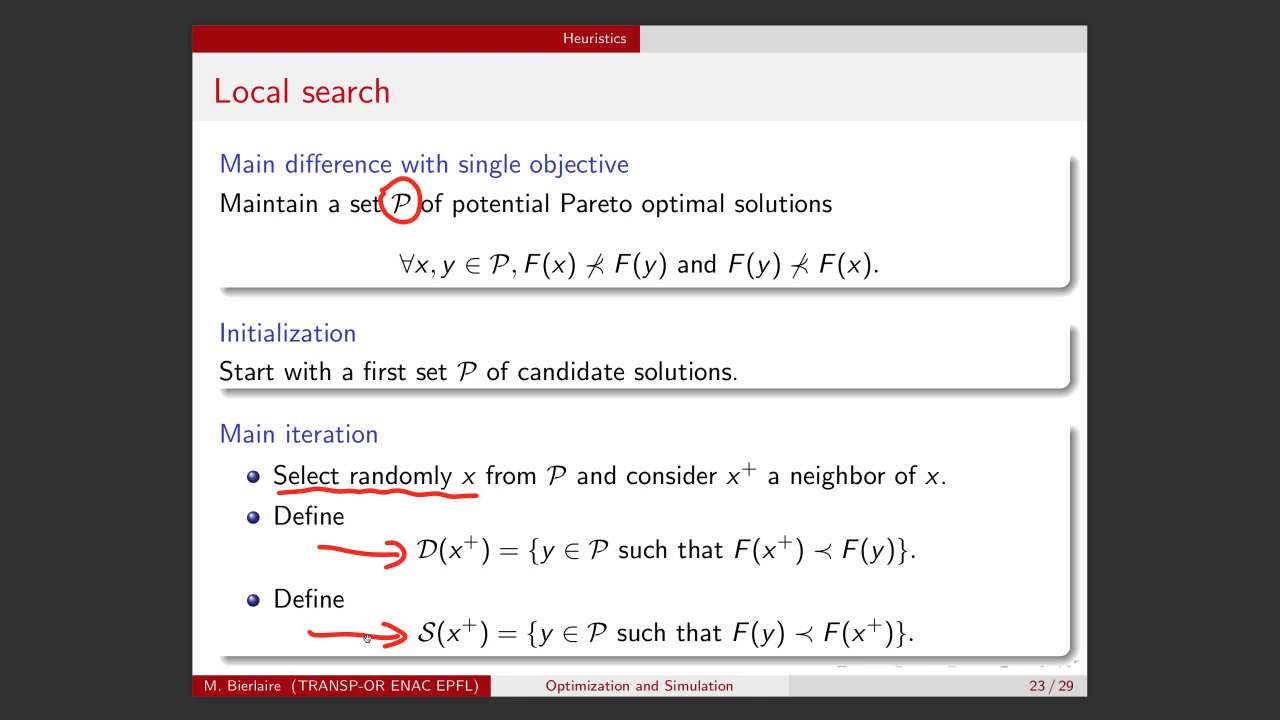 Heuristics
Local search
Main difference with single objective
Maintain a set 𝒫 of potential Pareto optimal solutions
∀x, y ∈ 𝒫, F(x) ⊀ F(y) and F(y) ⊀ F(x).
Initialization
Start with a first set 𝒫 of candidate solutions.
Main iteration
Select randomly x from 𝒫 and consider x⁺ a neighbor of x.
Define
𝒟(x⁺) = {y ∈ 𝒫 such that F(x⁺) ≺ F(y)}.
Define
𝒮(x⁺) = {y ∈ 𝒫 such that F(y) ≺ F(x⁺)}.
M. Bierlaire (TRANSP-OR ENAC EPFL) Optimization and Simulation 23 / 29